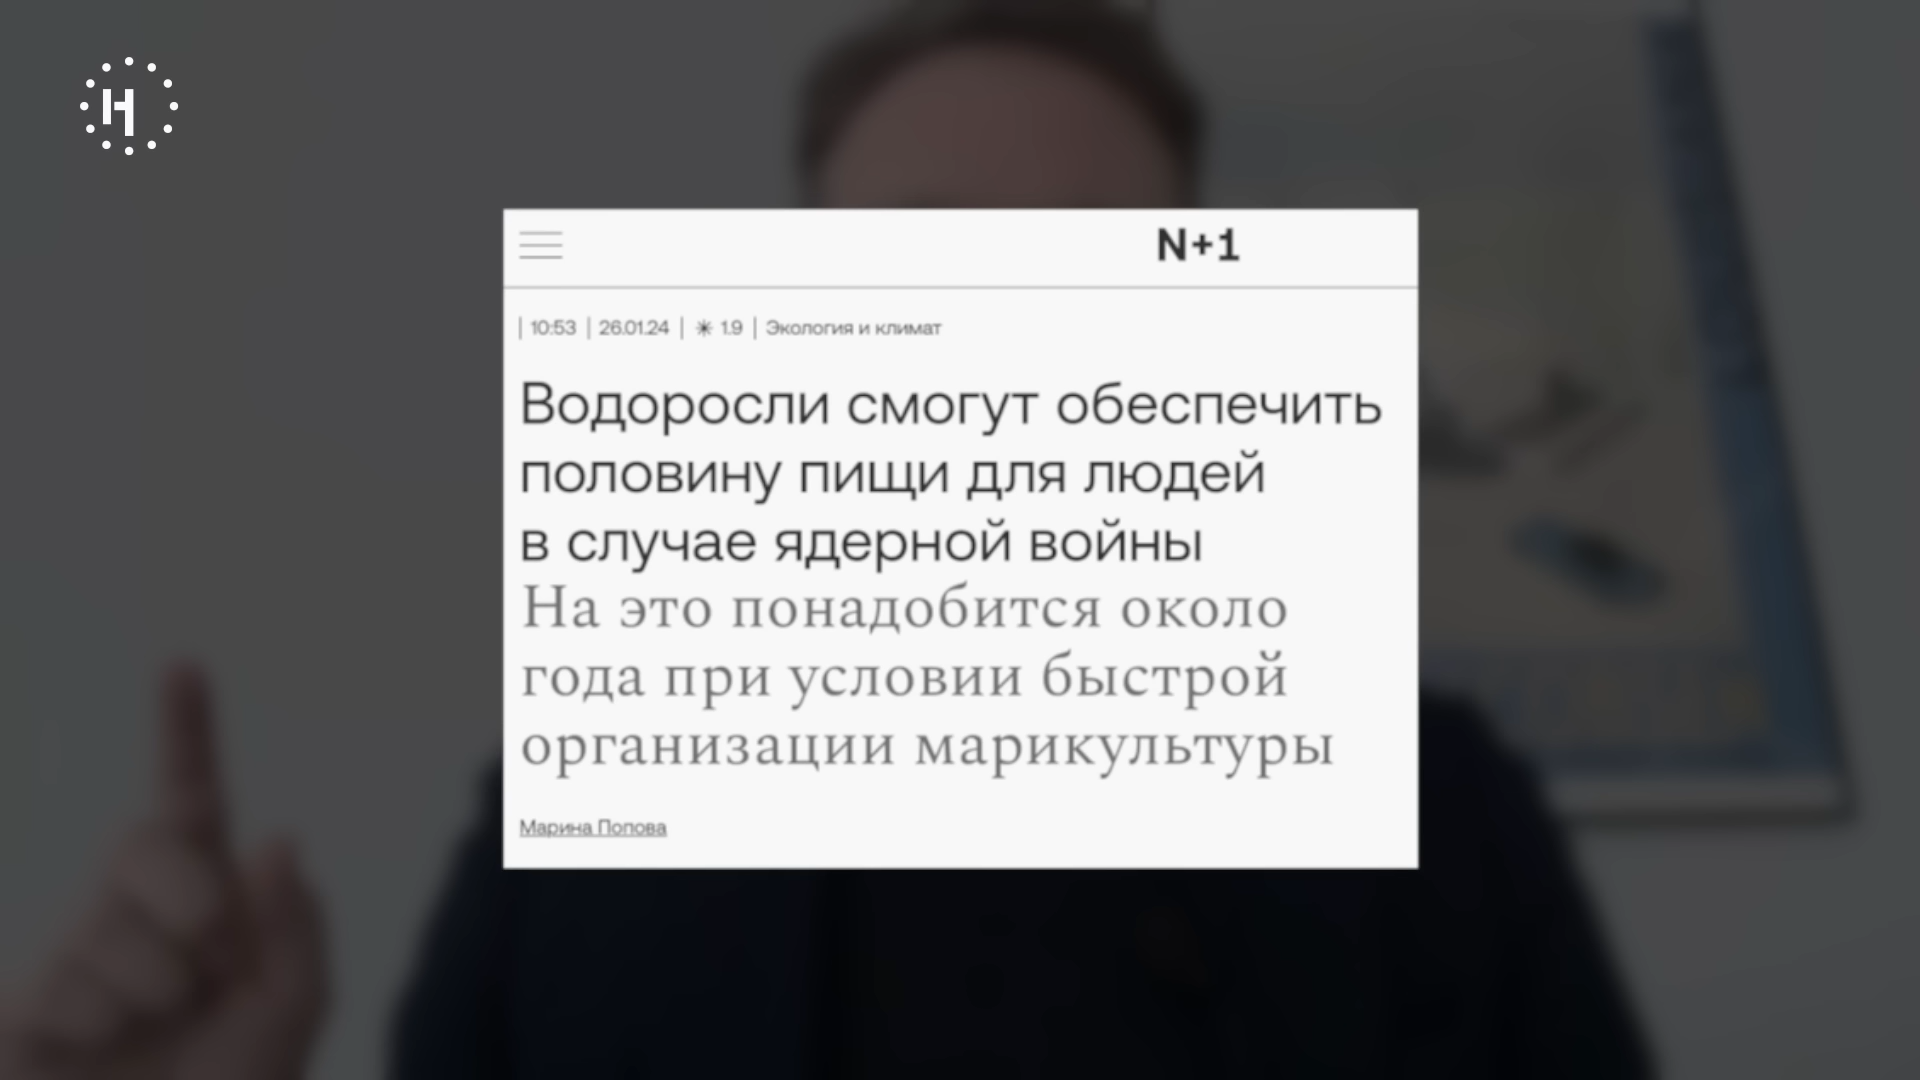 N+1
10:53 | 26.01.24 | ✳ 1.9 | Экология и климат
Водоросли смогут обеспечить
половину пищи для людей
в случае ядерной войны
На это понадобится около
года при условии быстрой
организации марикультуры
Марина Попова